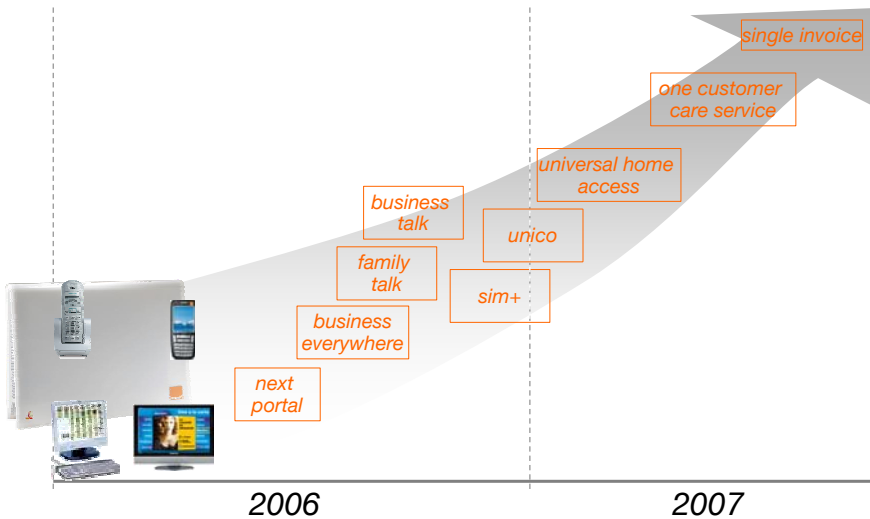 single invoice
one customer
care service
universal home
access
business
talk
unico
family
talk
sim+
business
everywhere
next
portal
2006
2007